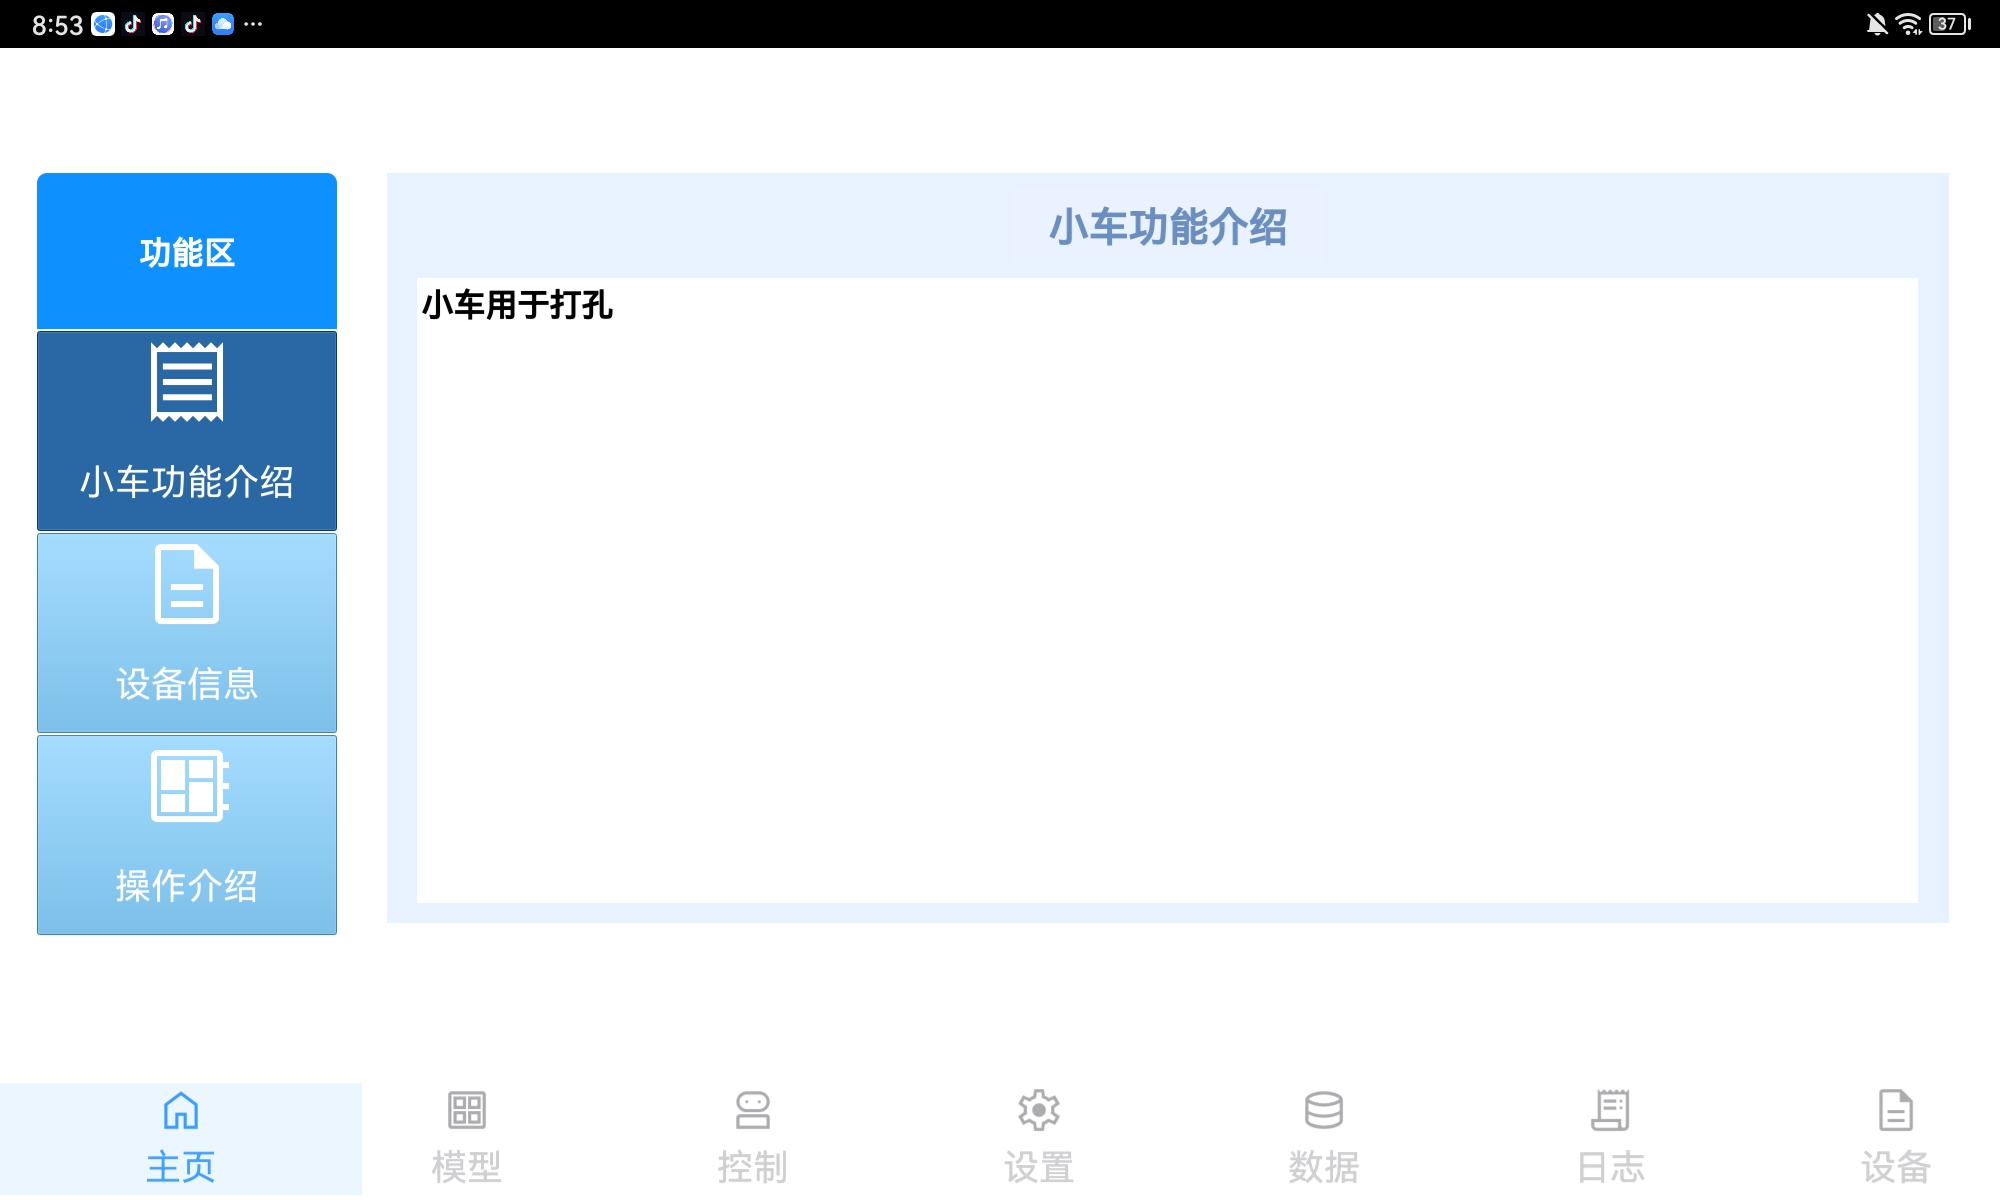 8:53
37
功能区
小车功能介绍
设备信息
操作介绍
小车功能介绍
小车用于打孔
主页
模型
控制
设置
数据
日志
设备